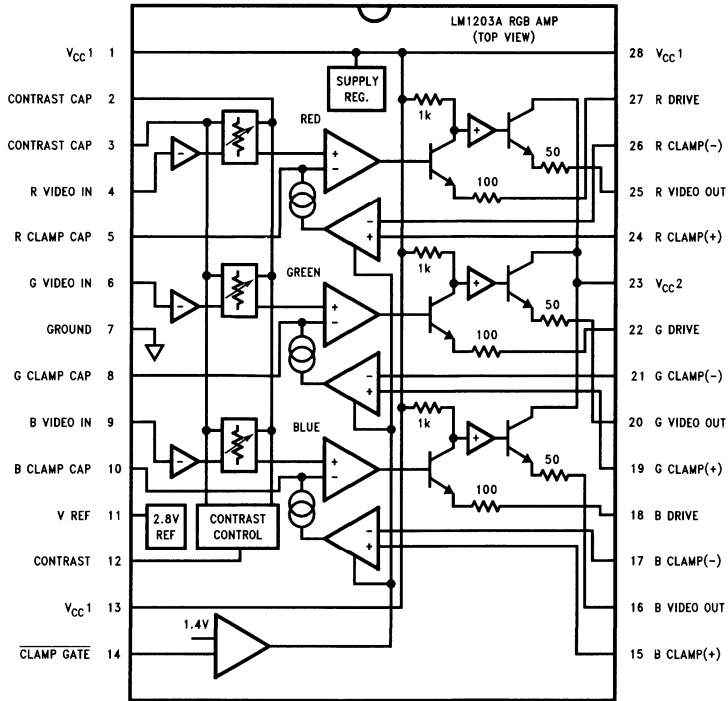 LM1203A RGB AMP
(TOP VIEW)
VCC1 1
28 VCC1
SUPPLY
REG.
CONTRAST CAP 2
27 R DRIVE
1k
RED
CONTRAST CAP 3
26 R CLAMP(-)
50
+
-
+
-
R VIDEO IN 4
25 R VIDEO OUT
100
R CLAMP CAP 5
24 R CLAMP(+)
-
+
1k
GREEN
G VIDEO IN 6
23 VCC2
+
50
-
+
-
GROUND 7
22 G DRIVE
100
G CLAMP CAP 8
21 G CLAMP(-)
-
+
1k
B VIDEO IN 9
20 G VIDEO OUT
BLUE
+
50
-
+
-
B CLAMP CAP 10
19 G CLAMP(+)
100
V REF 11
2.8V
REF
CONTRAST
CONTROL
18 B DRIVE
-
+
CONTRAST 12
17 B CLAMP(-)
VCC1 13
16 B VIDEO OUT
1.4V
CLAMP GATE 14
15 B CLAMP(+)